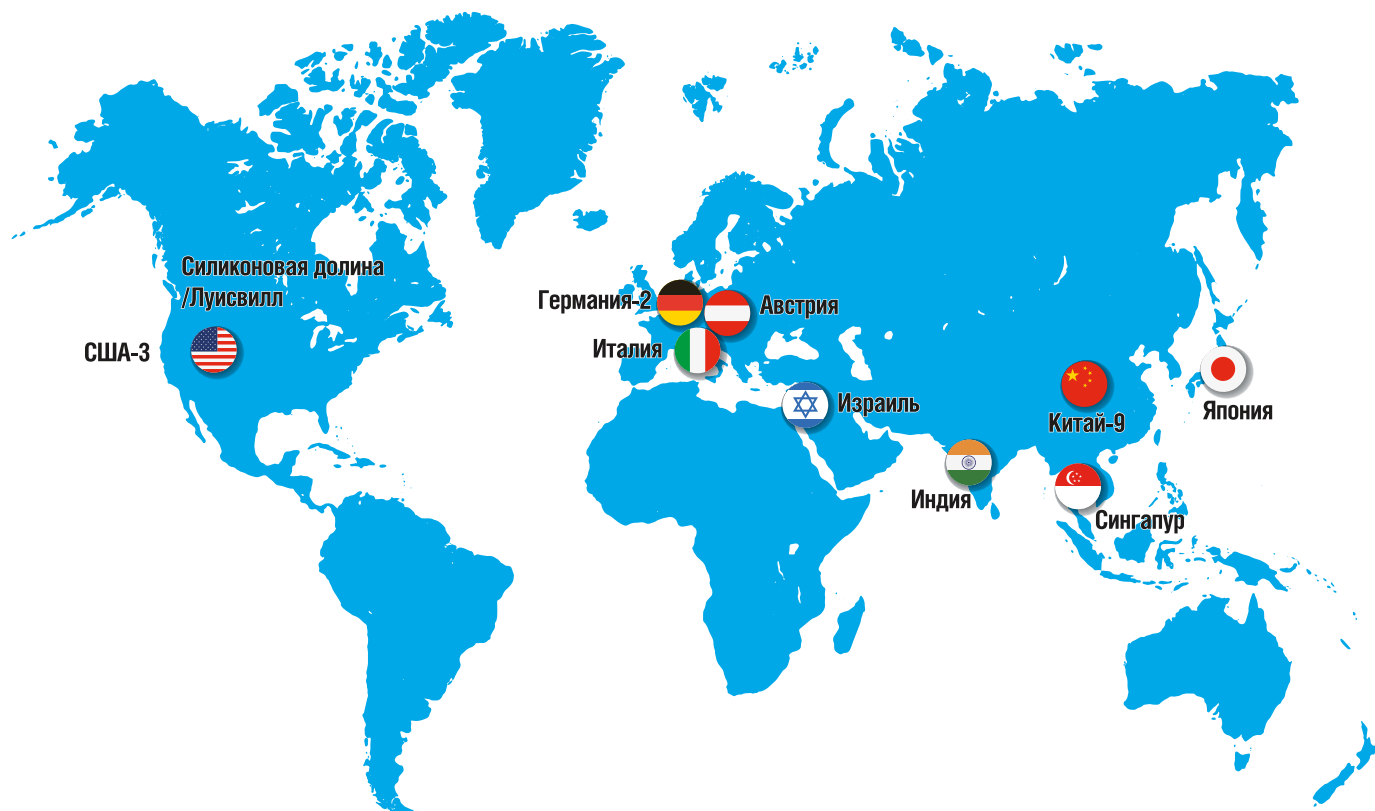 Силиконовая долина
/Луисвилл
США-3
Германия-2
Австрия
Италия
Израиль
Китай-9
Япония
Индия
Сингапур